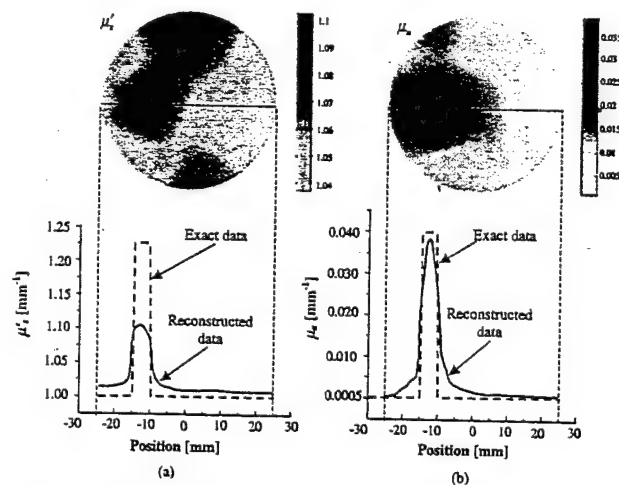 μ′s
1.1
1.10
1.09
1.08
1.07
1.06
1.05
1.04
μa
0.035
0.03
0.025
0.02
0.015
0.01
0.005
1.25
1.20
1.15
1.10
1.05
1.00
μ′s [mm⁻¹]
Exact data
Reconstructed
data
-30 -20 -10 0 10 20 30
Position [mm]
(a)
0.040
0.030
0.020
0.010
0.0005
μa [mm⁻¹]
Exact data
Reconstructed
data
-30 -20 -10 0 10 20 30
Position [mm]
(b)